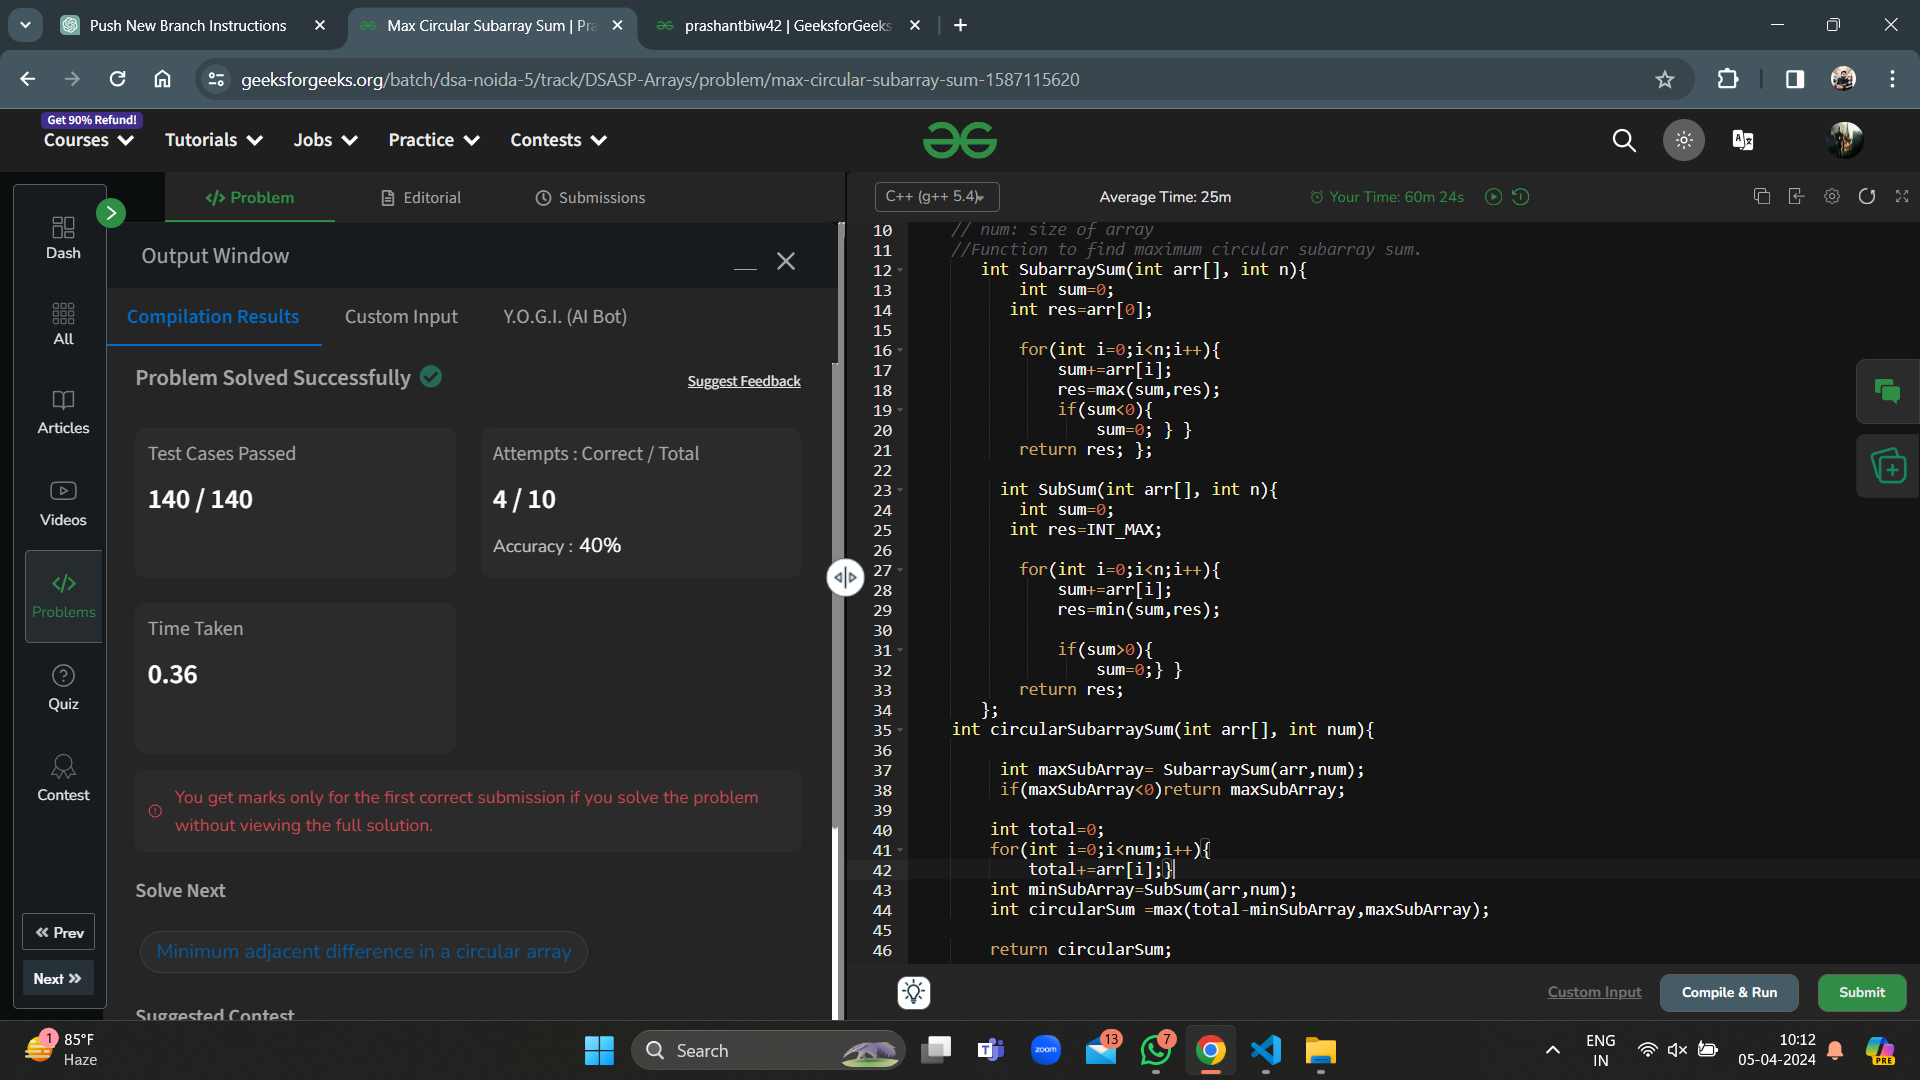 Push New Branch Instructions
Max Circular Subarray Sum | Pra
prashantbiw42 | GeeksforGeeks
geeksforgeeks.org/batch/dsa-noida-5/track/DSASP-Arrays/problem/max-circular-subarray-sum-1587115620
Get 90% Refund!
Courses
Tutorials
Jobs
Practice
Contests
Dash
All
Articles
Videos
Problems
Quiz
Contest
Prev
Next
Problem
Editorial
Submissions
Output Window
Compilation Results
Custom Input
Y.O.G.I. (AI Bot)
Problem Solved Successfully
Suggest Feedback
Test Cases Passed
140 / 140
Attempts : Correct / Total
4 / 10
Accuracy : 40%
Time Taken
0.36
You get marks only for the first correct submission if you solve the problem
without viewing the full solution.
Solve Next
Minimum adjacent difference in a circular array
Suggested Contest
C++ (g++ 5.4)
Average Time: 25m
Your Time: 60m 24s
10 // num: size of array
11 //Function to find maximum circular subarray sum.
12 int SubarraySum(int arr[], int n){
13 int sum=0;
14 int res=arr[0];
15
16 for(int i=0;i<n;i++){
17 sum+=arr[i];
18 res=max(sum,res);
19 if(sum<0){
20 sum=0; } }
21 return res; };
22
23 int SubSum(int arr[], int n){
24 int sum=0;
25 int res=INT_MAX;
26
27 for(int i=0;i<n;i++){
28 sum+=arr[i];
29 res=min(sum,res);
30
31 if(sum>0){
32 sum=0;} }
33 return res;
34 };
35 int circularSubarraySum(int arr[], int num){
36
37 int maxSubArray= SubarraySum(arr,num);
38 if(maxSubArray<0)return maxSubArray;
39
40 int total=0;
41 for(int i=0;i<num;i++){
42 total+=arr[i];}
43 int minSubArray=SubSum(arr,num);
44 int circularSum =max(total-minSubArray,maxSubArray);
45
46 return circularSum;
Custom Input
Compile & Run
Submit
1
85°F
Haze
Search
zoom
13
7
ENG
IN
10:12
05-04-2024
PRE